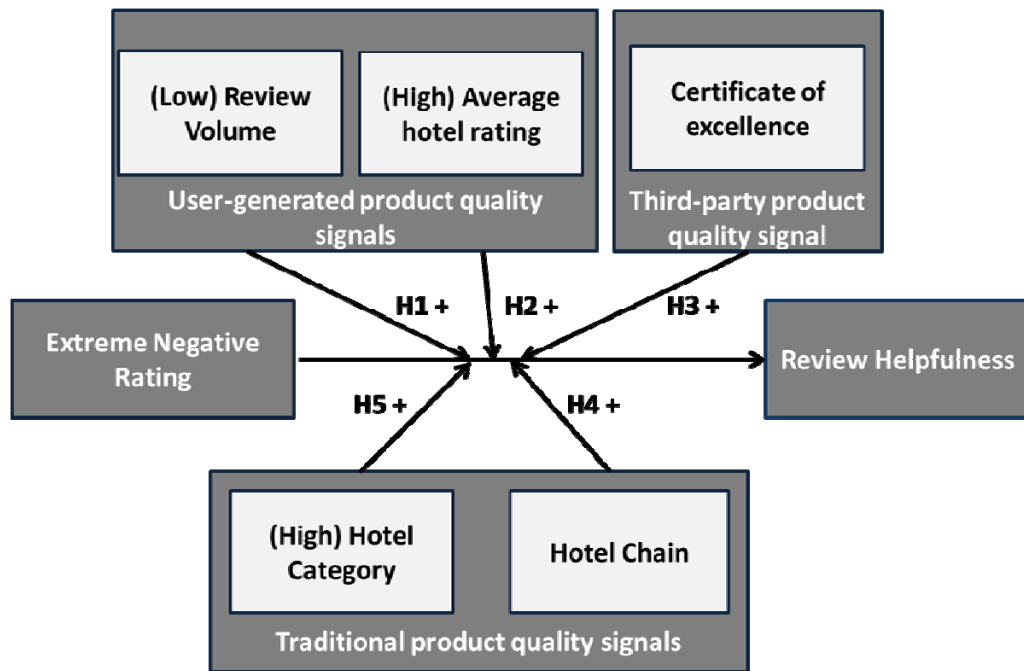 (Low) Review
Volume
(High) Average
hotel rating
User-generated product quality
signals
Certificate of
excellence
Third-party product
quality signal
H1 +
H2 +
H3 +
Extreme Negative
Rating
Review Helpfulness
H5 +
H4 +
(High) Hotel
Category
Hotel Chain
Traditional product quality signals